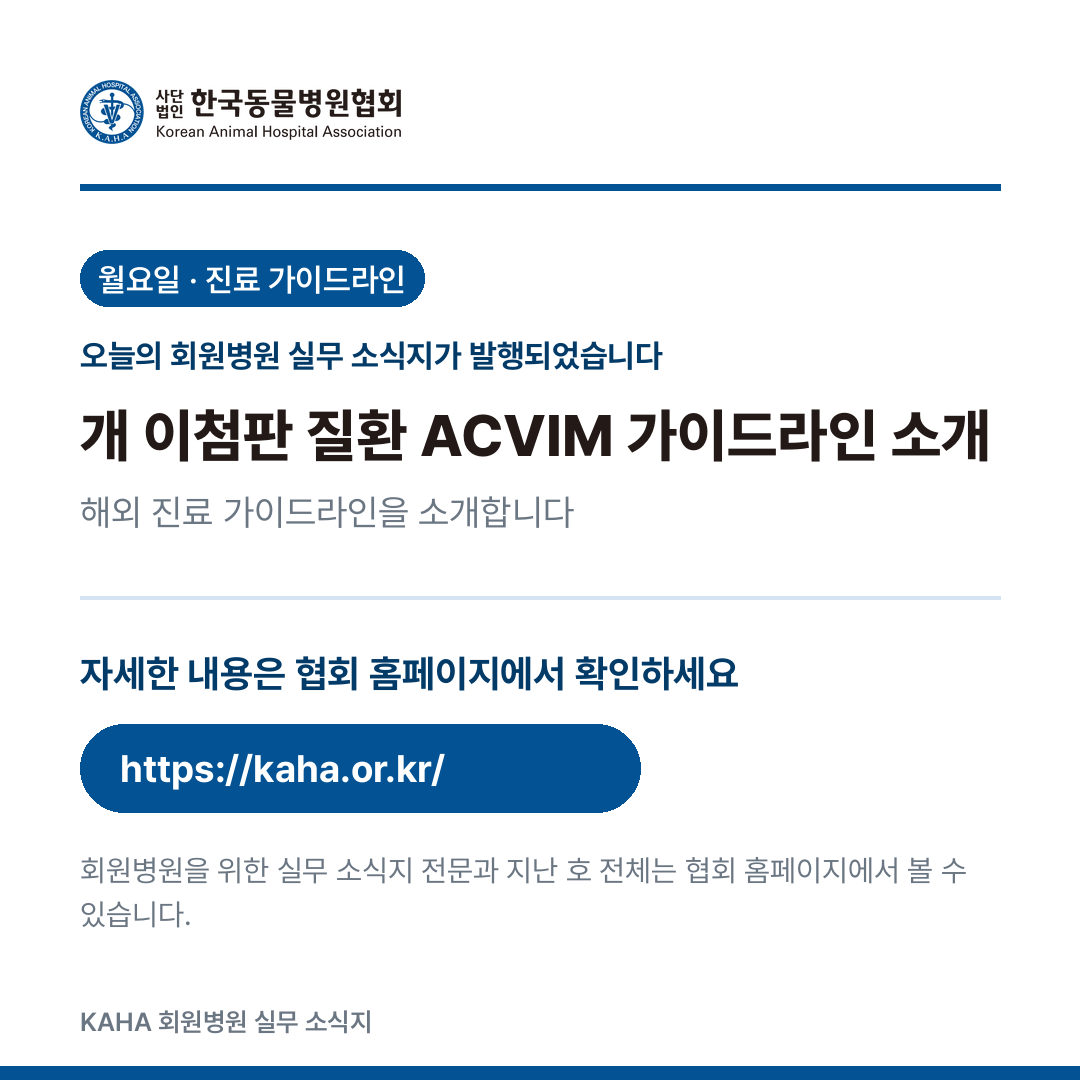 KOREAN ANIMAL HOSPITAL ASSOCIATION
K.A.H.A
사단
법인 한국동물병원협회
Korean Animal Hospital Association
월요일 · 진료 가이드라인
오늘의 회원병원 실무 소식지가 발행되었습니다
개 이첨판 질환 ACVIM 가이드라인 소개
해외 진료 가이드라인을 소개합니다
자세한 내용은 협회 홈페이지에서 확인하세요
https://kaha.or.kr/
회원병원을 위한 실무 소식지 전문과 지난 호 전체는 협회 홈페이지에서 볼 수
있습니다.
KAHA 회원병원 실무 소식지